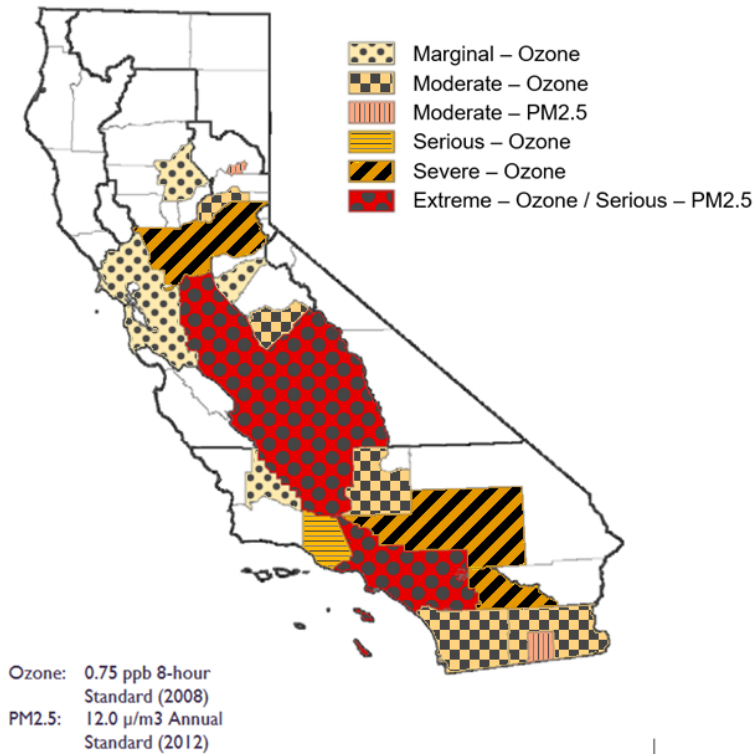 Marginal – Ozone
Moderate – Ozone
Moderate – PM2.5
Serious – Ozone
Severe – Ozone
Extreme – Ozone / Serious – PM2.5
Ozone: 0.75 ppb 8-hour
Standard (2008)
PM2.5: 12.0 μ/m3 Annual
Standard (2012)